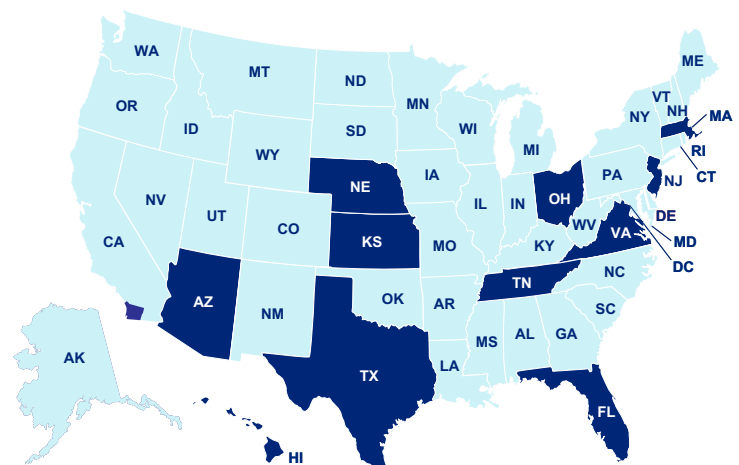 WA
MT
ND
MN
ME
VT
NH
MA
OR
ID
SD
WI
NY
RI
WY
MI
CT
NE
IA
PA
NJ
NV
UT
CO
IL
IN
OH
WV
DE
CA
KS
MO
KY
VA
MD
DC
AZ
NM
OK
AR
TN
NC
SC
MS
AL
GA
AK
TX
LA
FL
HI